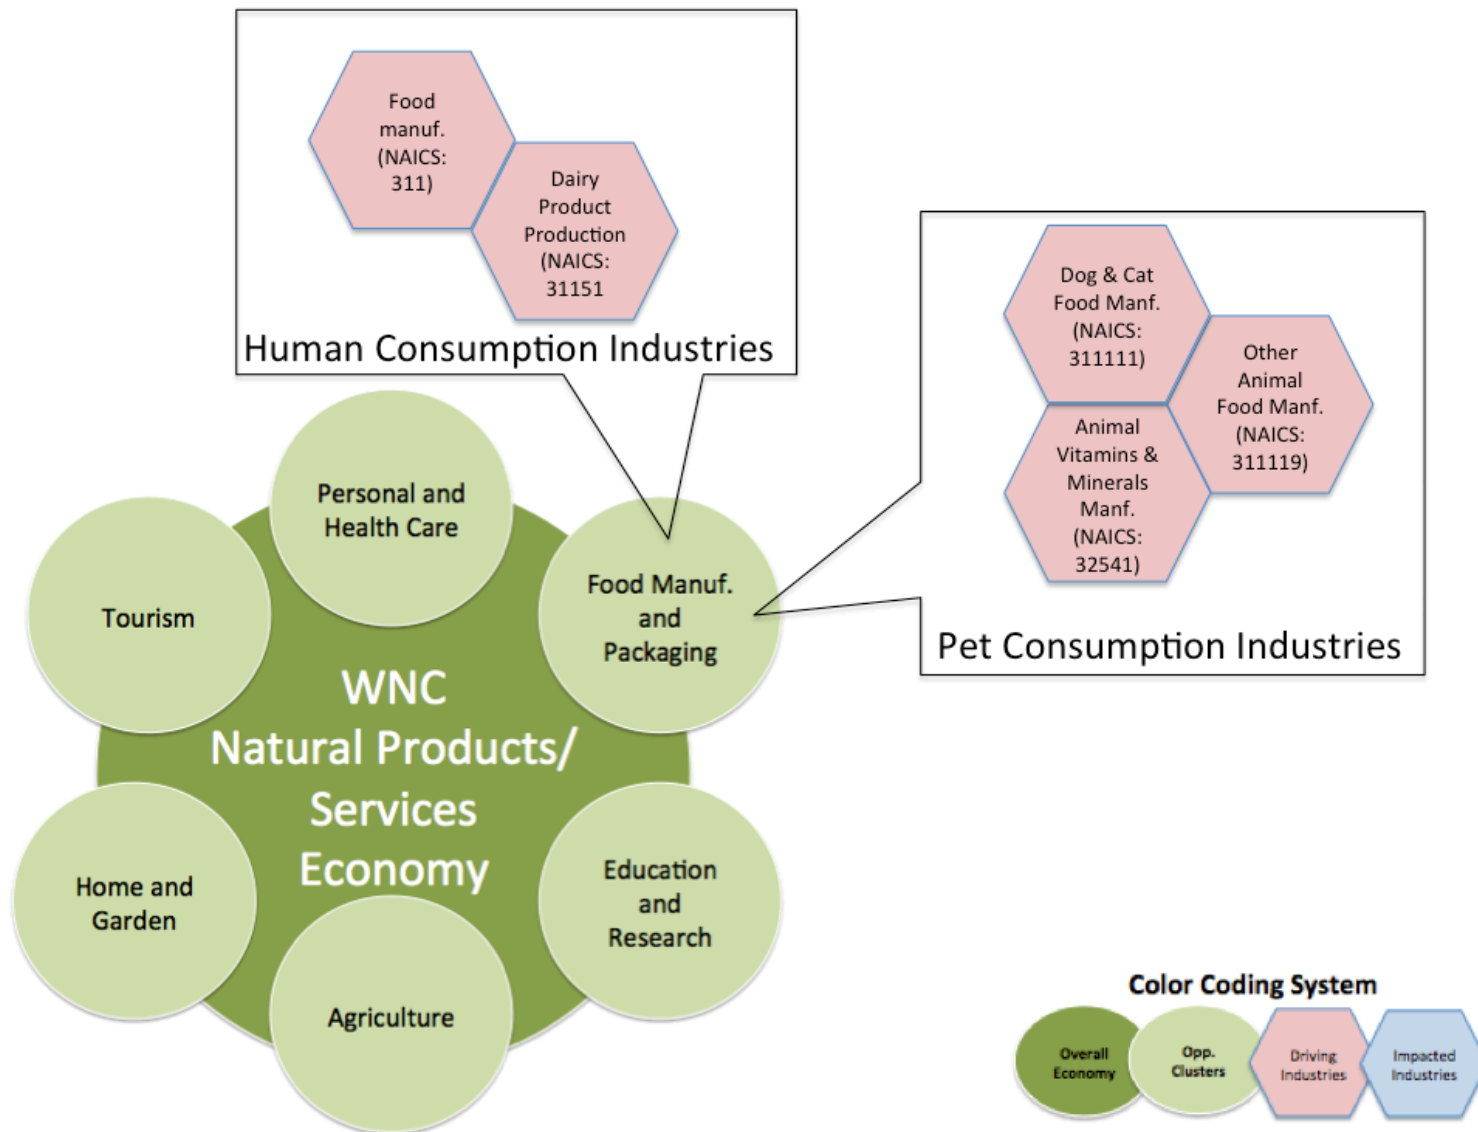 Food
manuf.
(NAICS:
311)
Dairy
Product
Production
(NAICS:
31151
Human Consumption Industries
Dog & Cat
Food Manf.
(NAICS:
311111)
Other
Animal
Food Manf.
(NAICS:
311119)
Animal
Vitamins &
Minerals
Manf.
(NAICS:
32541)
Pet Consumption Industries
Personal and
Health Care
Tourism
Food Manuf.
and
Packaging
WNC
Natural Products/
Services
Economy
Home and
Garden
Education
and
Research
Agriculture
Color Coding System
Overall
Economy
Opp.
Clusters
Driving
Industries
Impacted
Industries